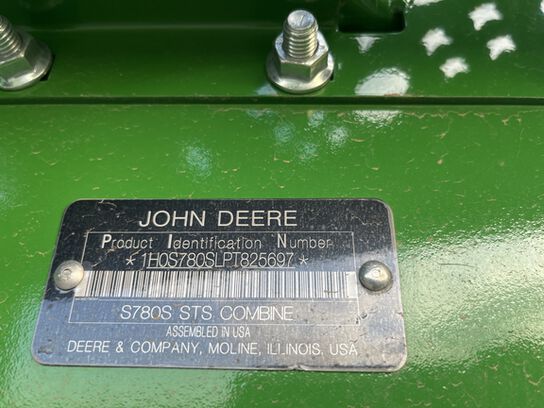 JOHN DEERE
Product Identification Number
*1H0S780SLPT825697*
S780S STS COMBINE
ASSEMBLED IN USA
DEERE & COMPANY, MOLINE, ILLINOIS, USA